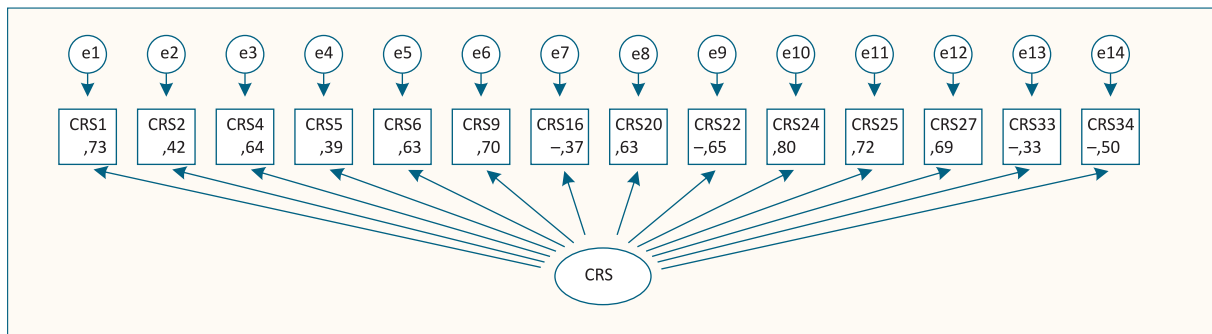 e1 e2 e3 e4 e5 e6 e7 e8 e9 e10 e11 e12 e13 e14
CRS1 CRS2 CRS4 CRS5 CRS6 CRS9 CRS16 CRS20 CRS22 CRS24 CRS25 CRS27 CRS33 CRS34
,73 ,42 ,64 ,39 ,63 ,70 –,37 ,63 –,65 ,80 ,72 ,69 –,33 –,50
CRS